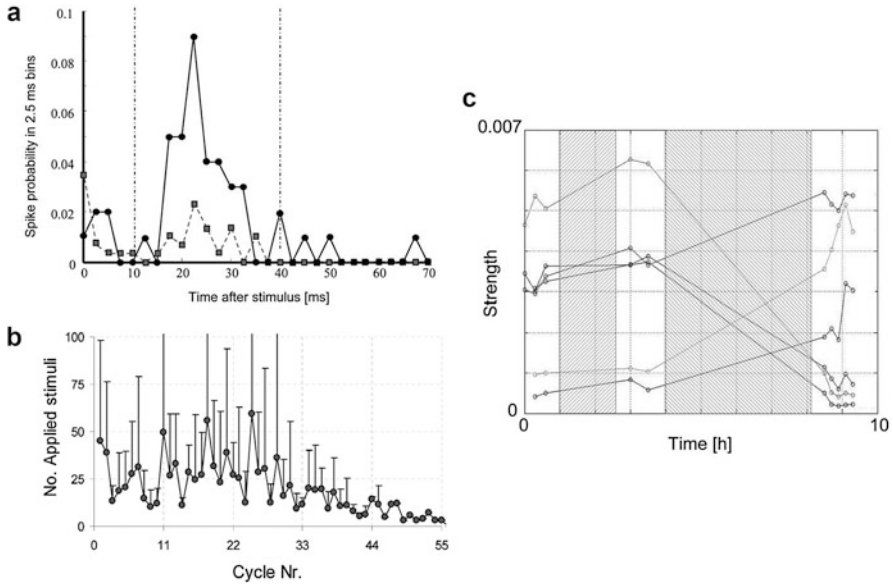 a
Spike probability in 2.5 ms bins
0.1
0.08
0.06
0.04
0.02
0
0 10 20 30 40 50 60 70
Time after stimulus [ms]
b
No. Applied stimuli
100
75
50
25
0
0 11 22 33 44 55
Cycle Nr.
c
0.007
Strength
0
0 10
Time [h]